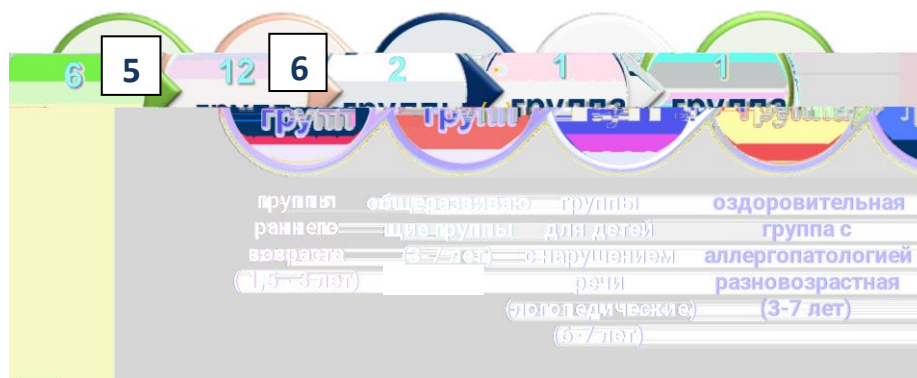 6 5 12 6 2 1 1
групп групп группы группа группа
группы
раннего
возраста
(1,5 - 3 лет)
общеразвиваю
щие группы
(3-7 лет)
группы
для детей
с нарушением
речи
(логопедические)
(6-7 лет)
оздоровительная
группа с
аллергопатологией
разновозрастная
(3-7 лет)